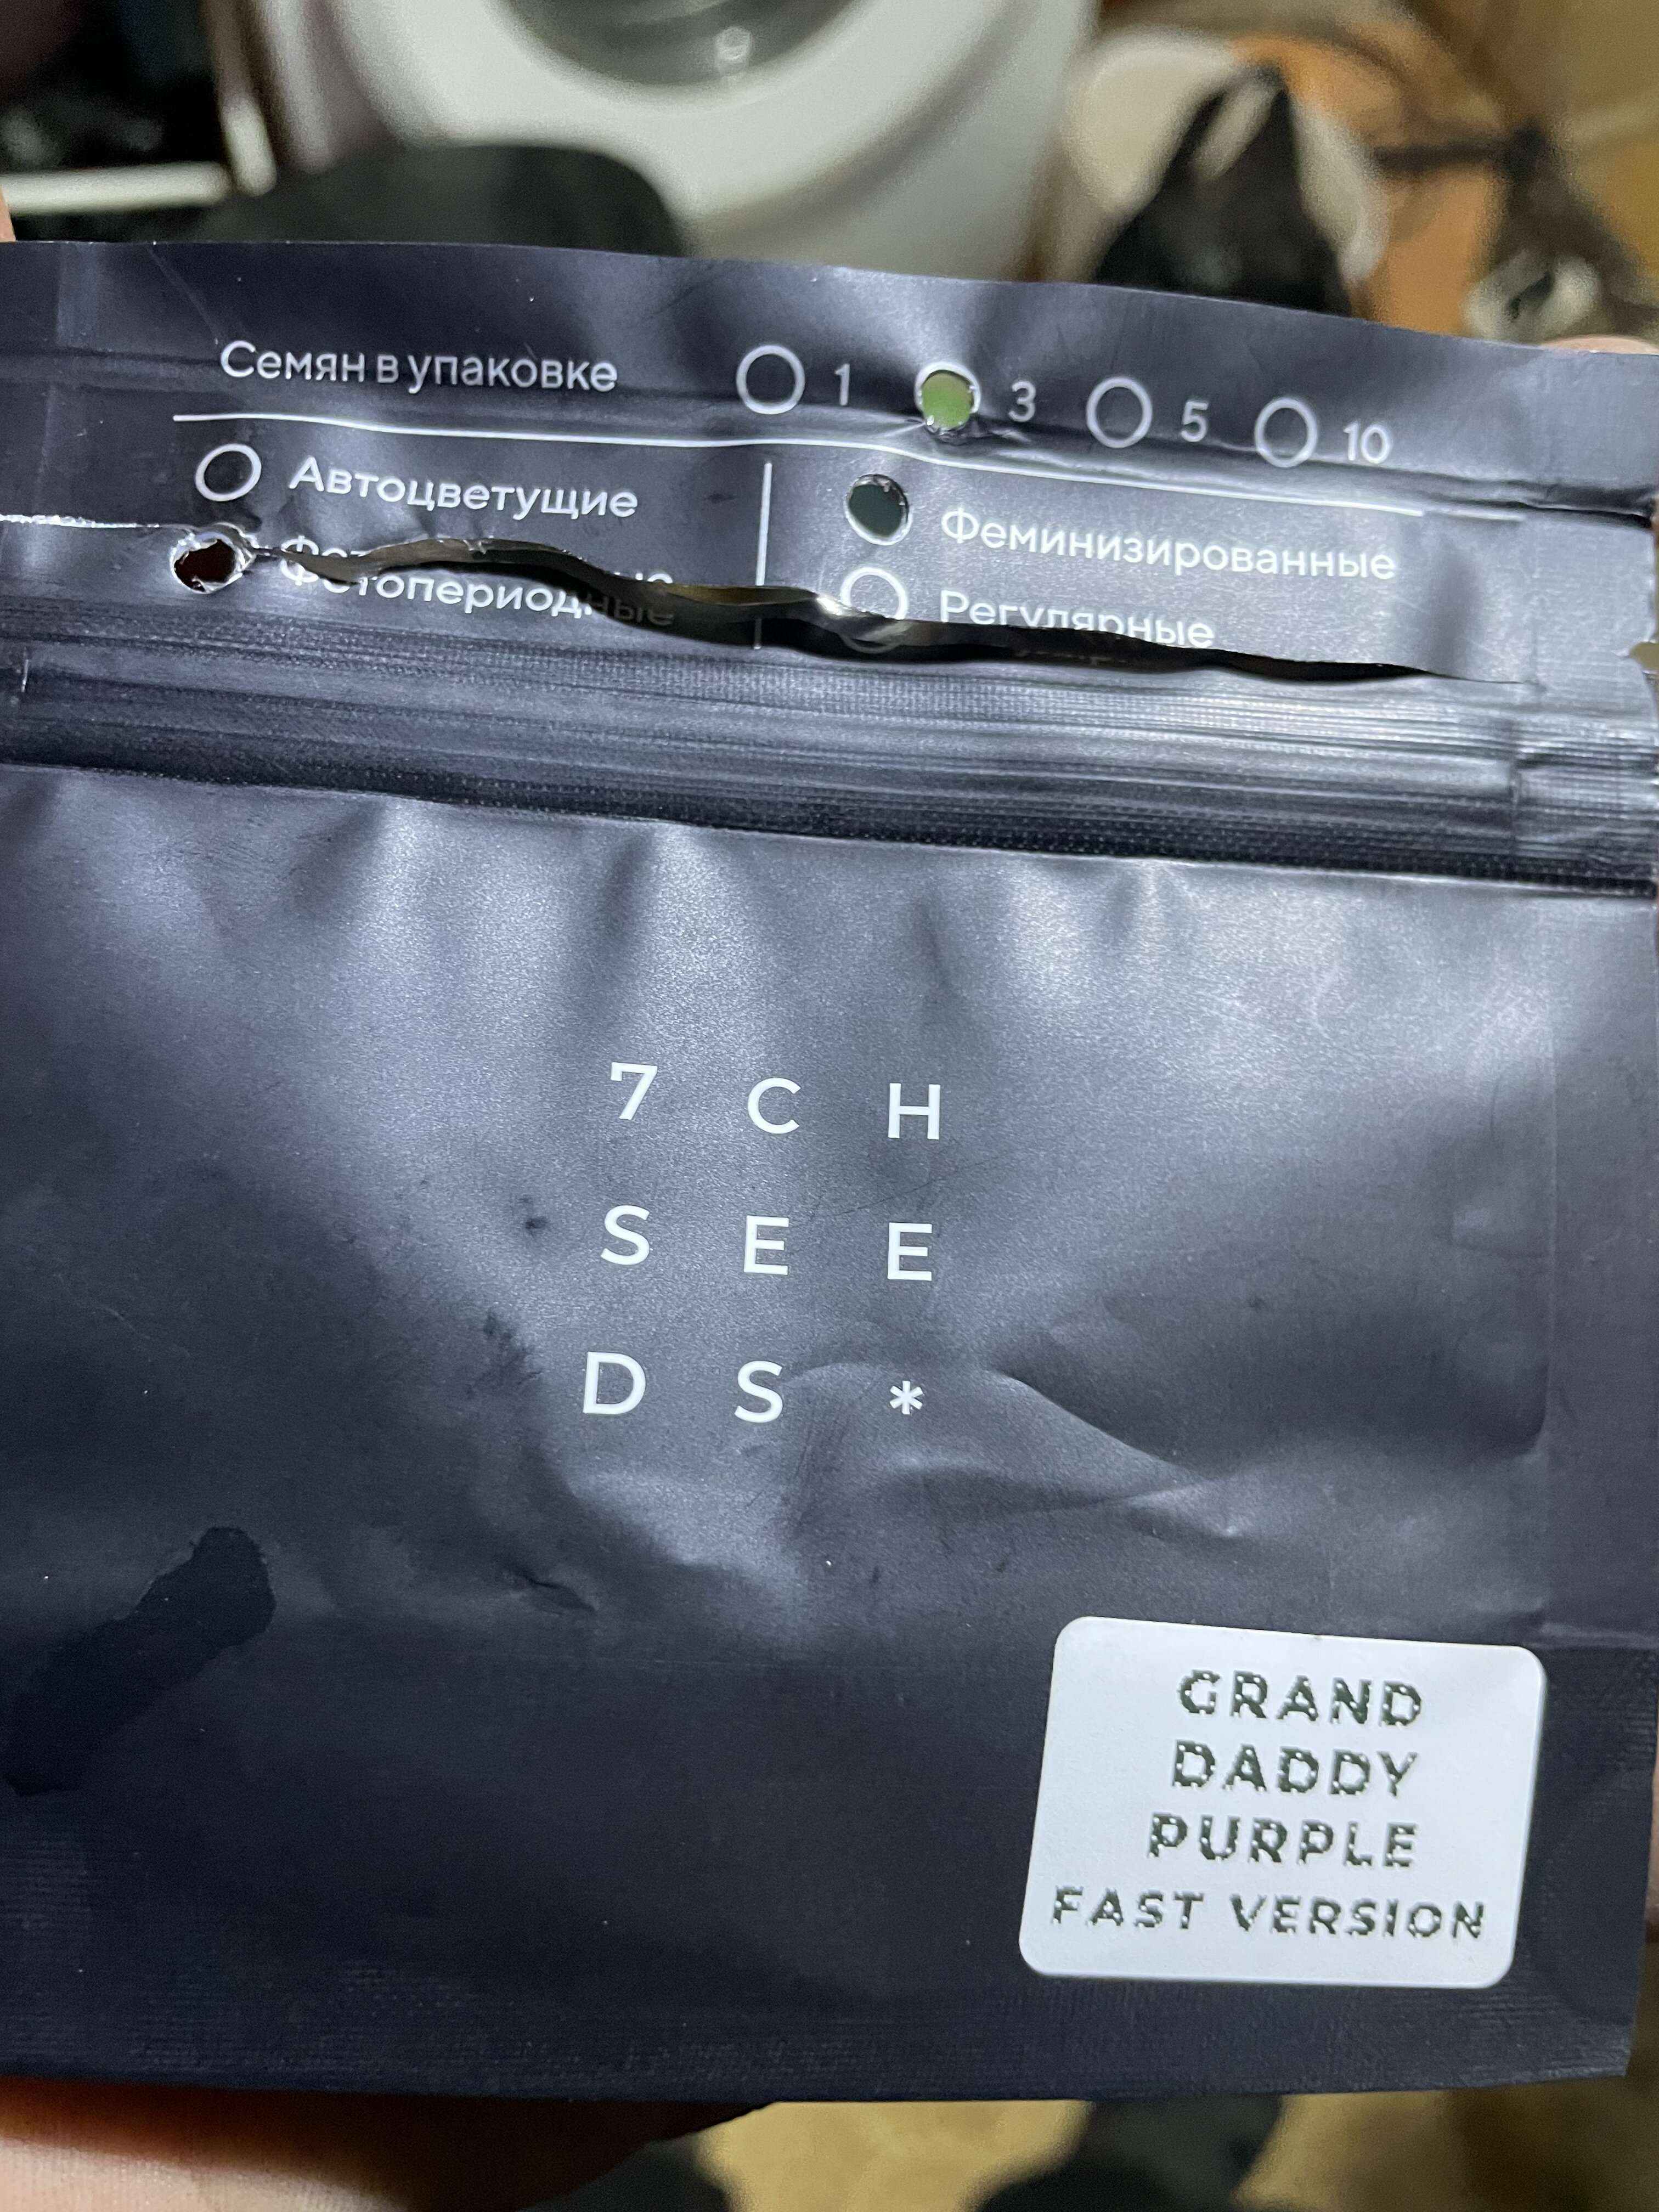 Семян в упаковке 1 3 5 10
Автоцветущие
Феминизированные
Фотопериодные
Регулярные
7 C H
S E E
D S *
GRAND
DADDY
PURPLE
FAST VERSION